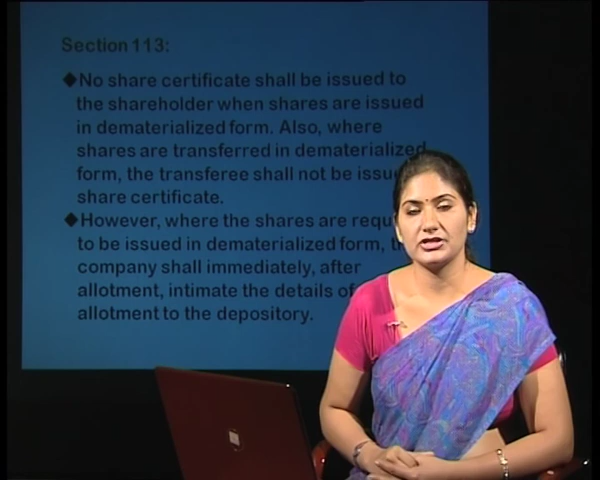 Section 113:
◆No share certificate shall be issued to
the shareholder when shares are issued
in dematerialized form. Also, where
shares are transferred in dematerialized
form, the transferee shall not be
share certificate.
◆However, where the shares are
to be issued in dematerialized form,
company shall immediately, after
allotment, intimate the details of
allotment to the depository.